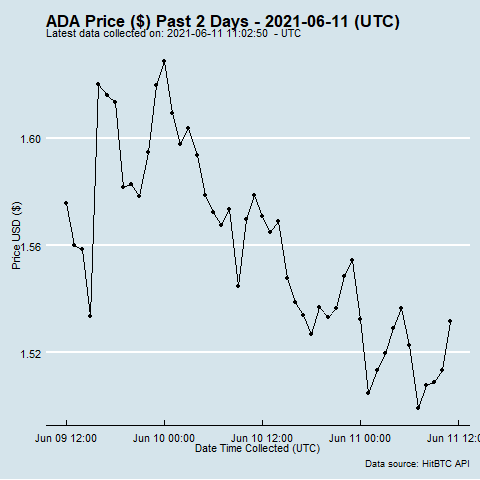 ADA Price ($) Past 2 Days - 2021-06-11 (UTC)
Latest data collected on: 2021-06-11 11:02:50 - UTC
Price USD ($)
1.60
1.56
1.52
Jun 09 12:00 Jun 10 00:00 Jun 10 12:00 Jun 11 00:00 Jun 11 12:00
Date Time Collected (UTC)
Data source: HitBTC API